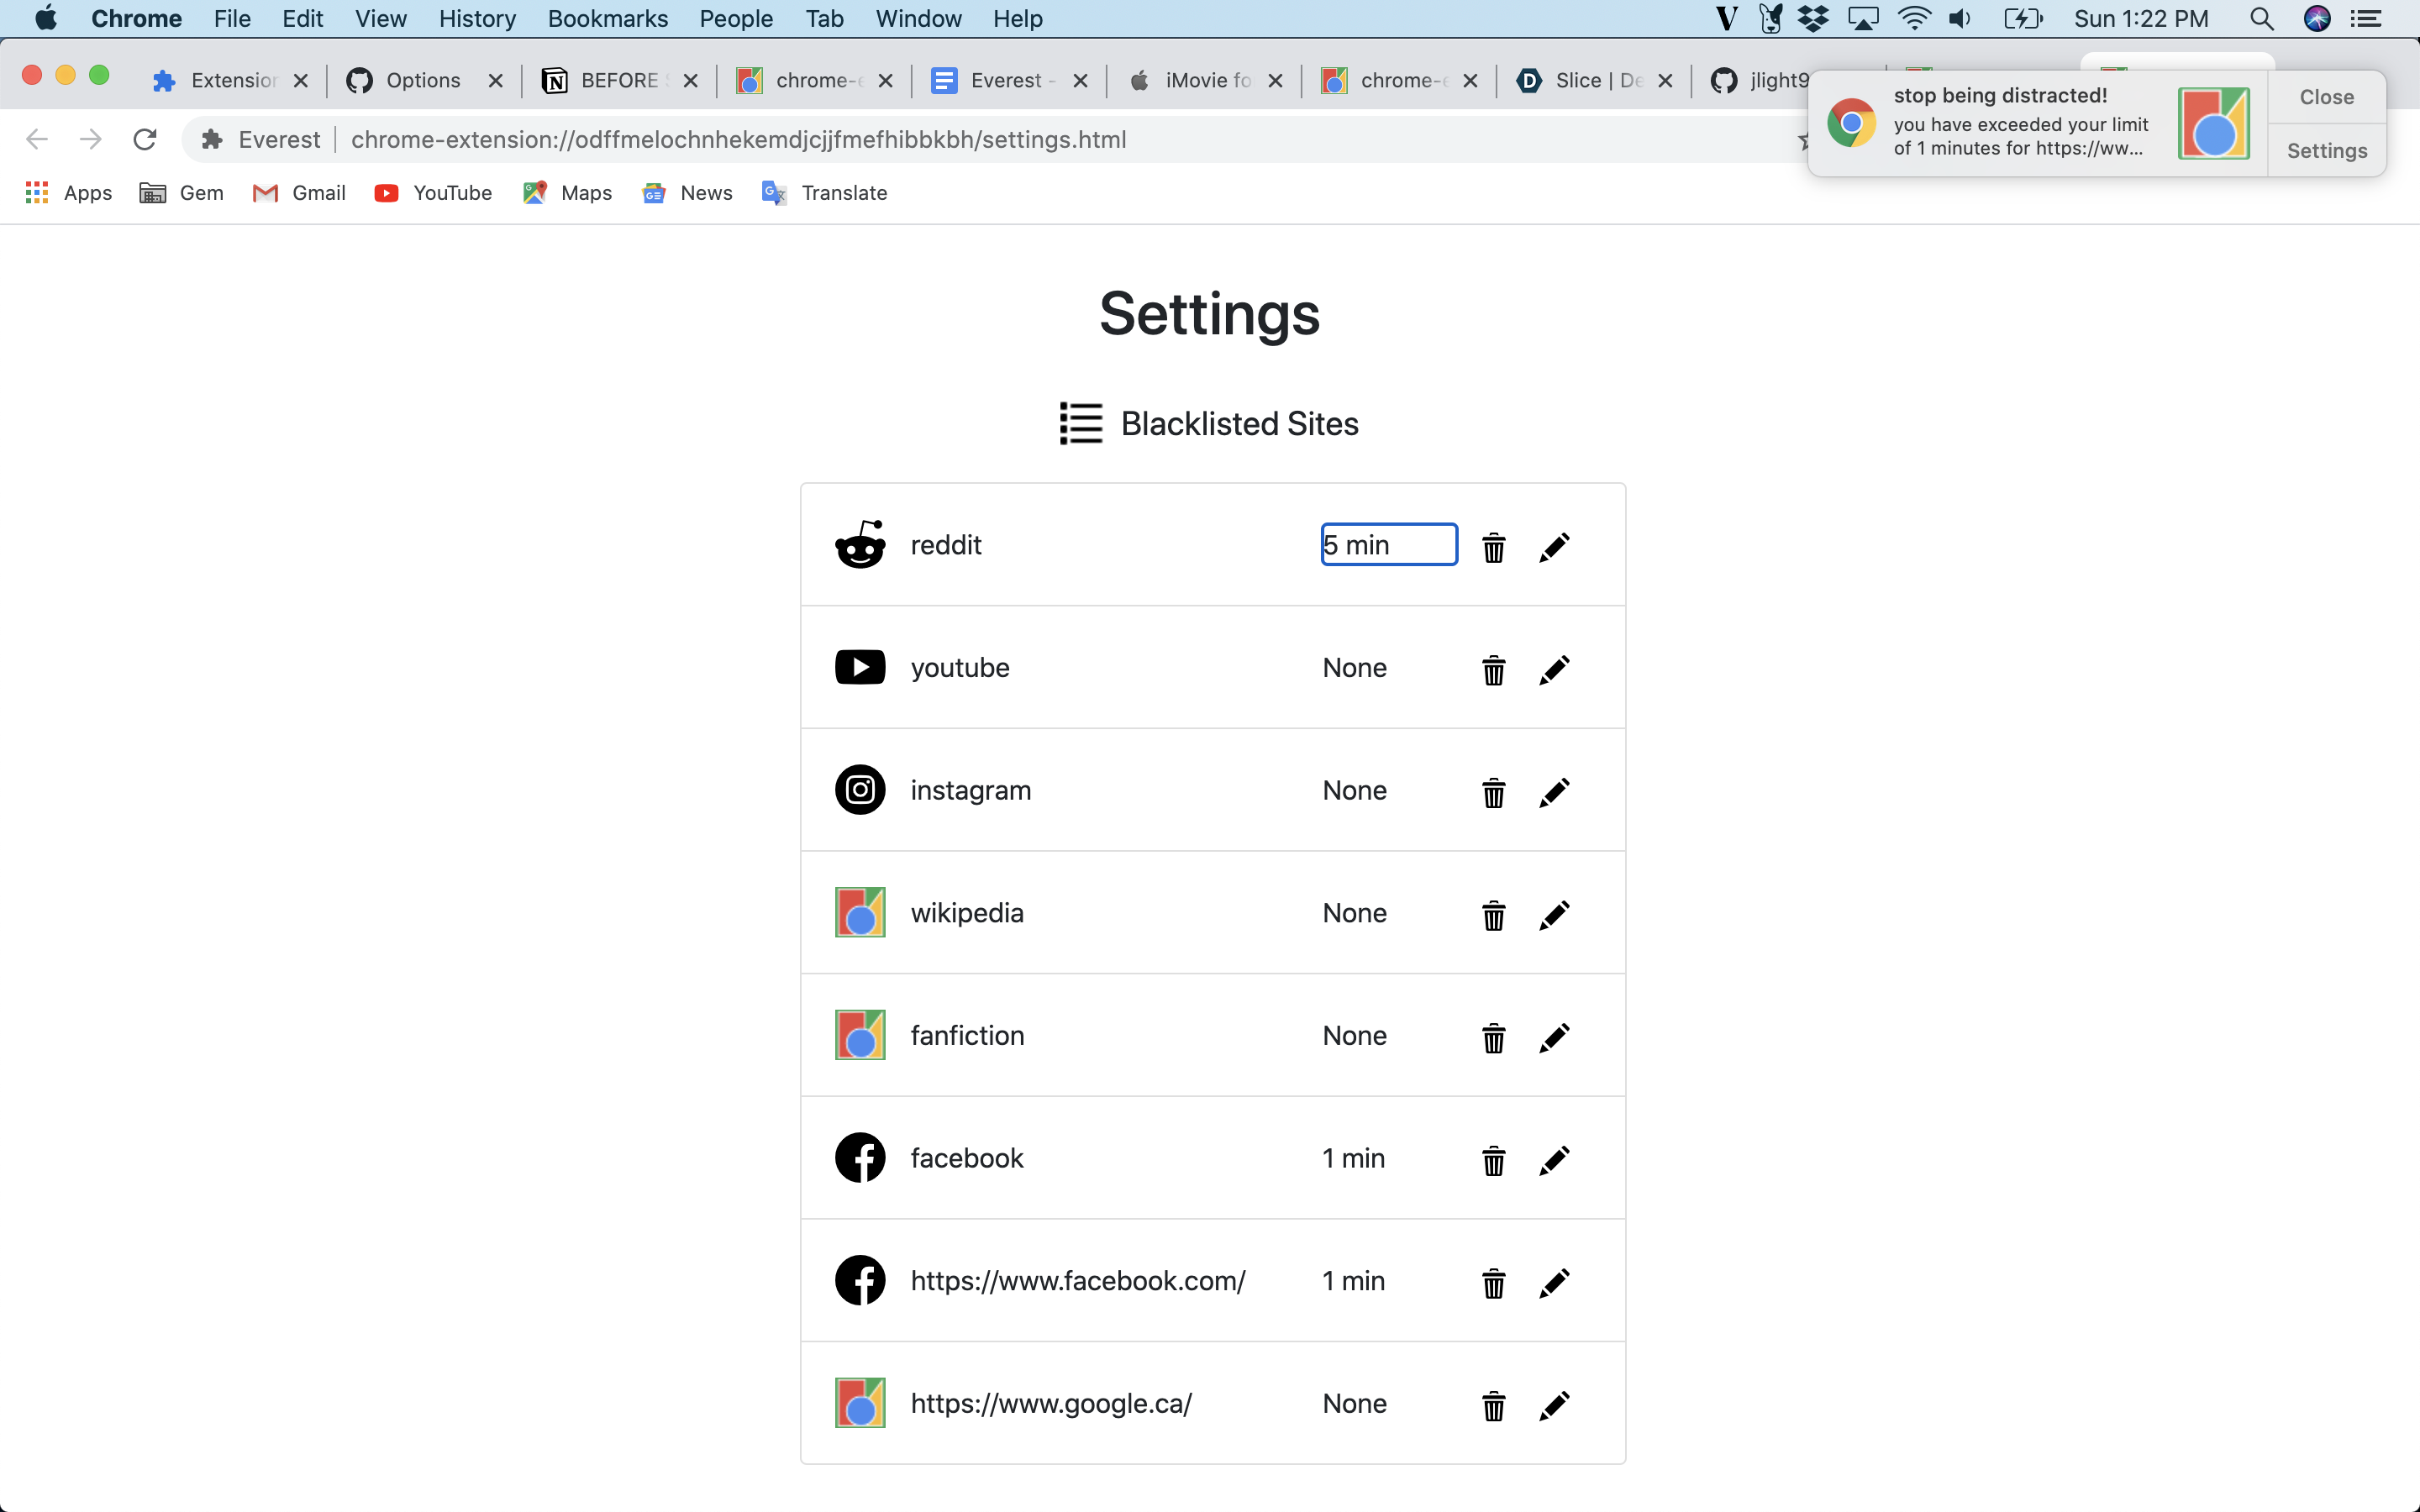 Chrome File Edit View History Bookmarks People Tab Window Help Sun 1:22 PM
Extension Options BEFORE chrome-e Everest - iMovie fo chrome-e Slice | De jlight9
stop being distracted!
you have exceeded your limit
of 1 minutes for https://ww...
Close
Settings
Everest chrome-extension://odffmelochnhekemdjcjjfmefhibbkbh/settings.html
Apps Gem Gmail YouTube Maps News Translate
Settings
Blacklisted Sites
reddit 5 min
youtube None
instagram None
wikipedia None
fanfiction None
facebook 1 min
https://www.facebook.com/ 1 min
https://www.google.ca/ None